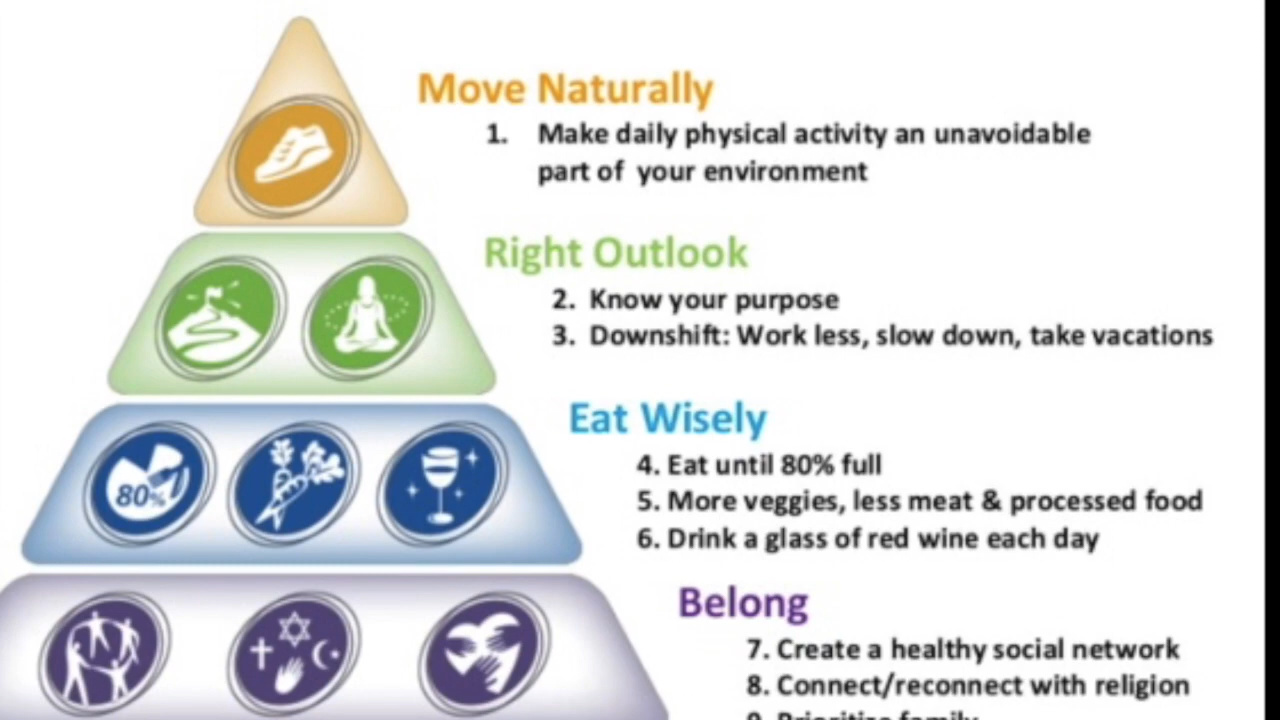 Move Naturally
1. Make daily physical activity an unavoidable
part of your environment
Right Outlook
2. Know your purpose
3. Downshift: Work less, slow down, take vacations
Eat Wisely
80%
4. Eat until 80% full
5. More veggies, less meat & processed food
6. Drink a glass of red wine each day
Belong
7. Create a healthy social network
8. Connect/reconnect with religion
9. Prioritize family